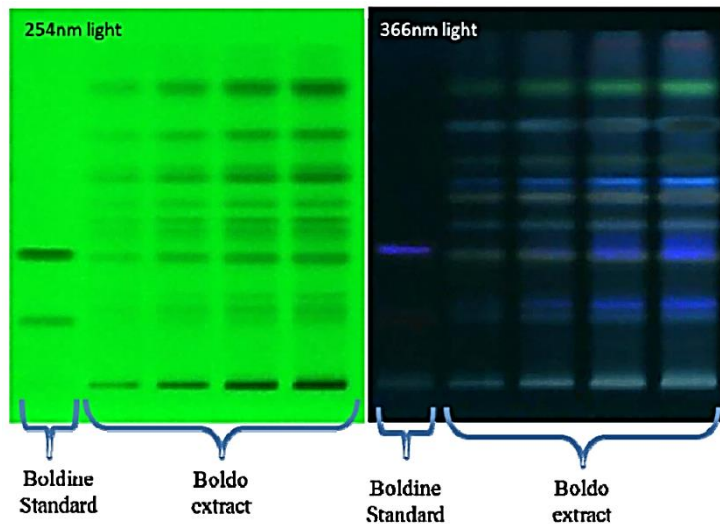 254nm light
366nm light
Boldine
Standard
Boldo
extract
Boldine
Standard
Boldo
extract